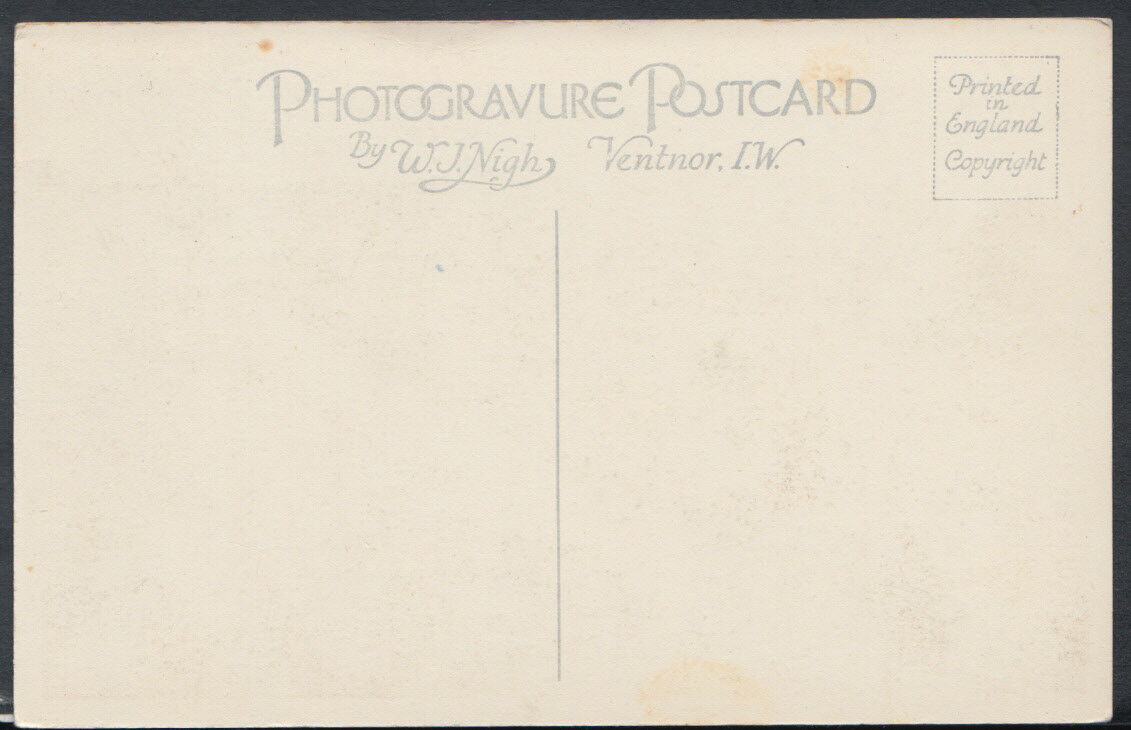 PHOTOGRAVURE POSTCARD
By W.J. Nigh, Ventnor, I.W.
Printed
in
England
Copyright